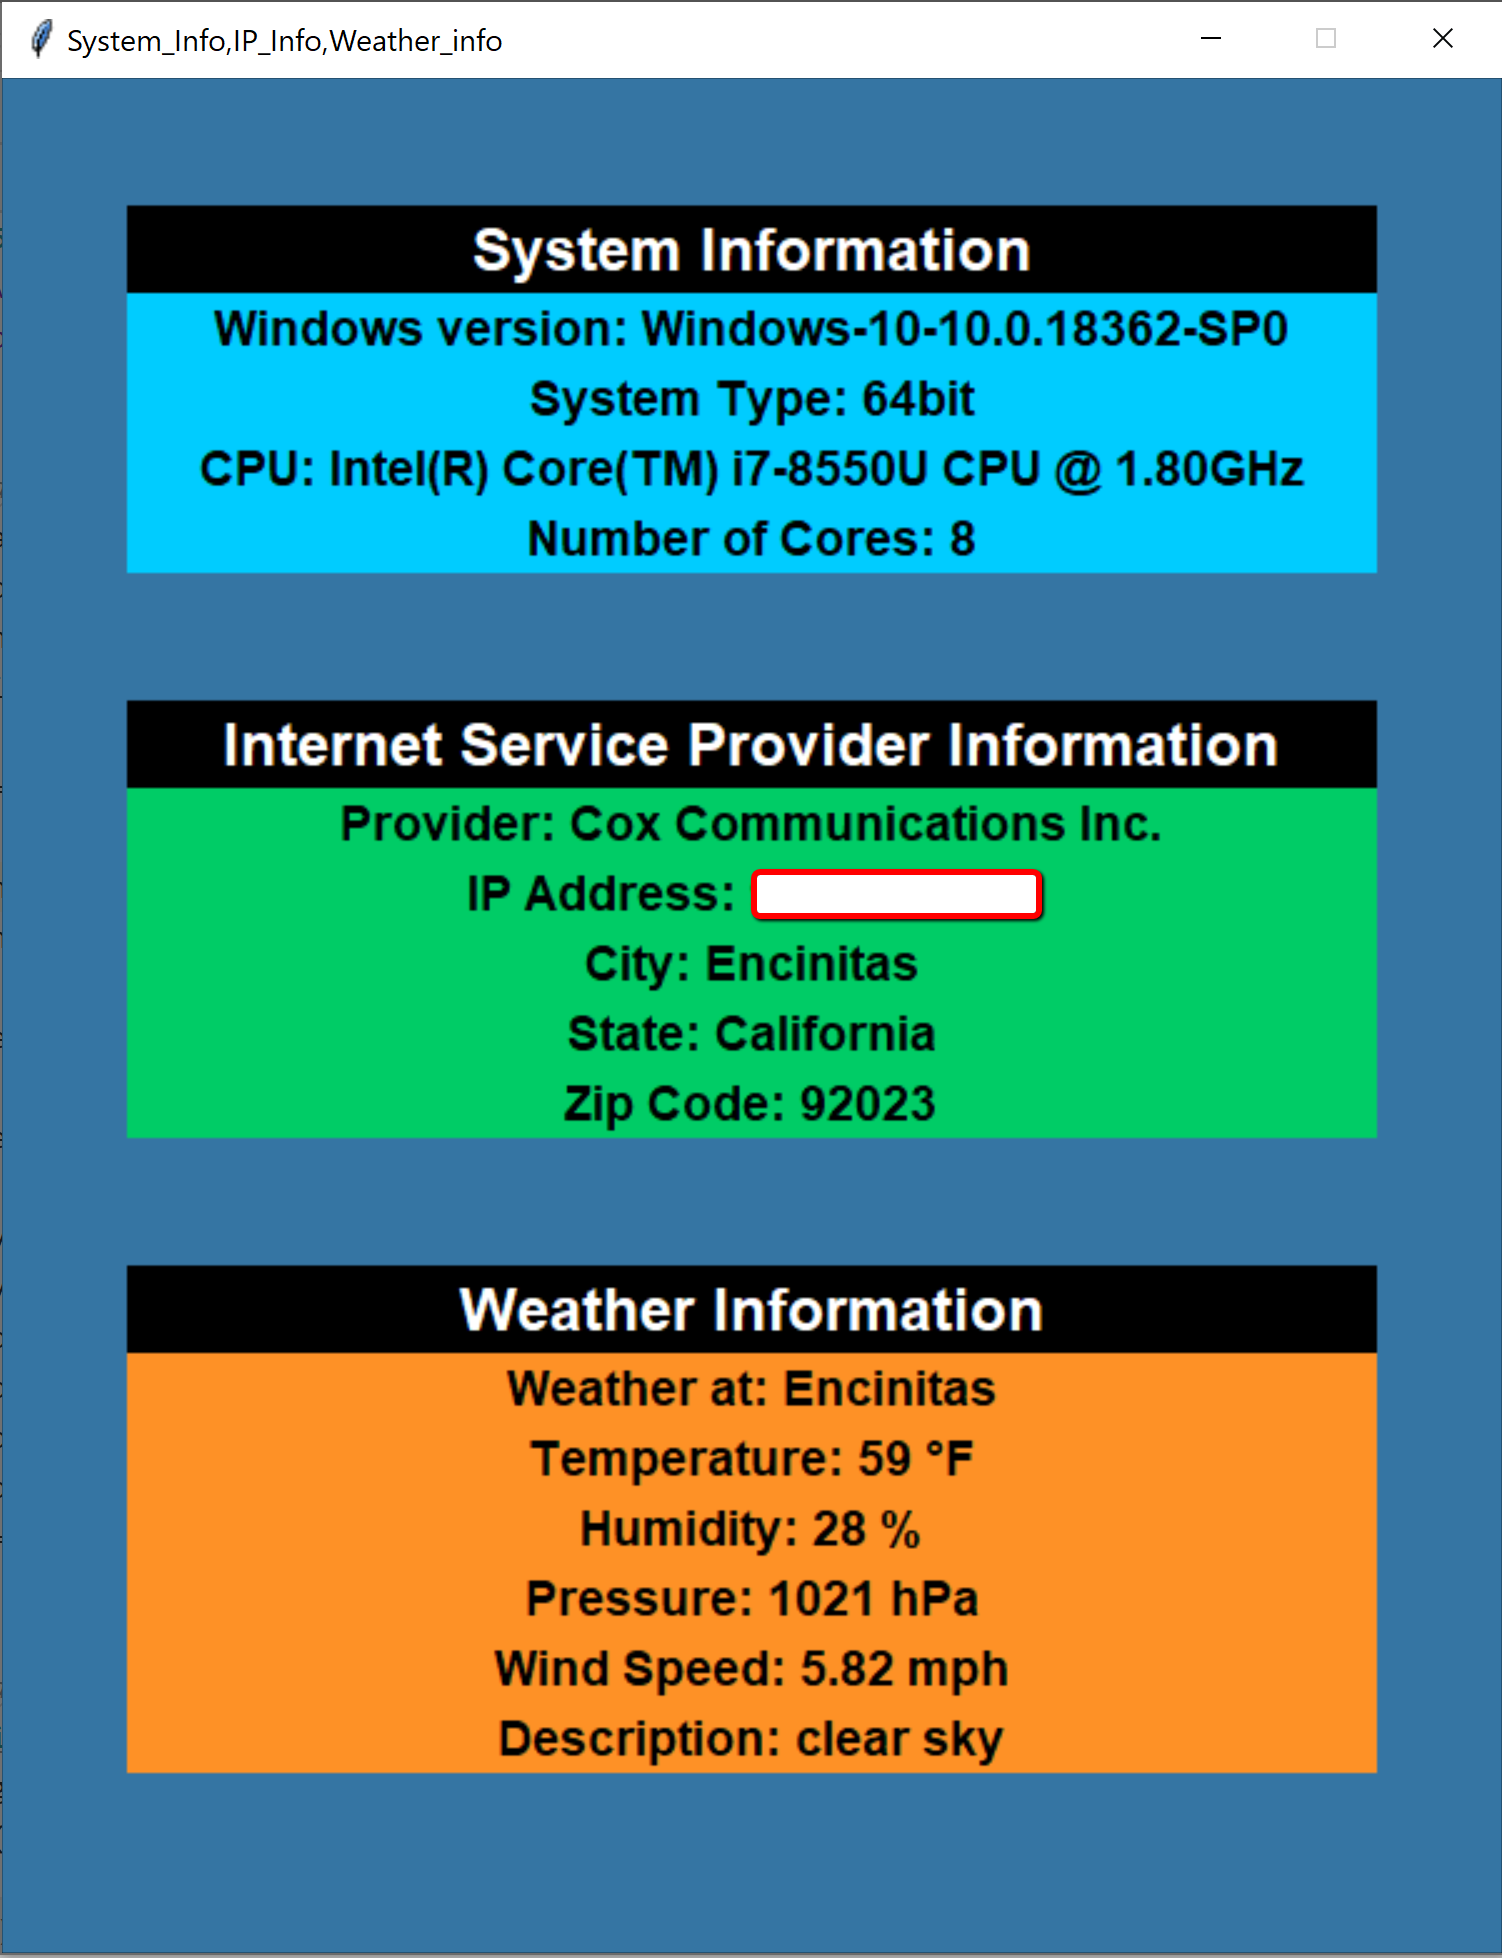 System_Info,IP_Info,Weather_info
System Information
Windows version: Windows-10-10.0.18362-SP0
System Type: 64bit
CPU: Intel(R) Core(TM) i7-8550U CPU @ 1.80GHz
Number of Cores: 8
Internet Service Provider Information
Provider: Cox Communications Inc.
IP Address:
City: Encinitas
State: California
Zip Code: 92023
Weather Information
Weather at: Encinitas
Temperature: 59 °F
Humidity: 28 %
Pressure: 1021 hPa
Wind Speed: 5.82 mph
Description: clear sky